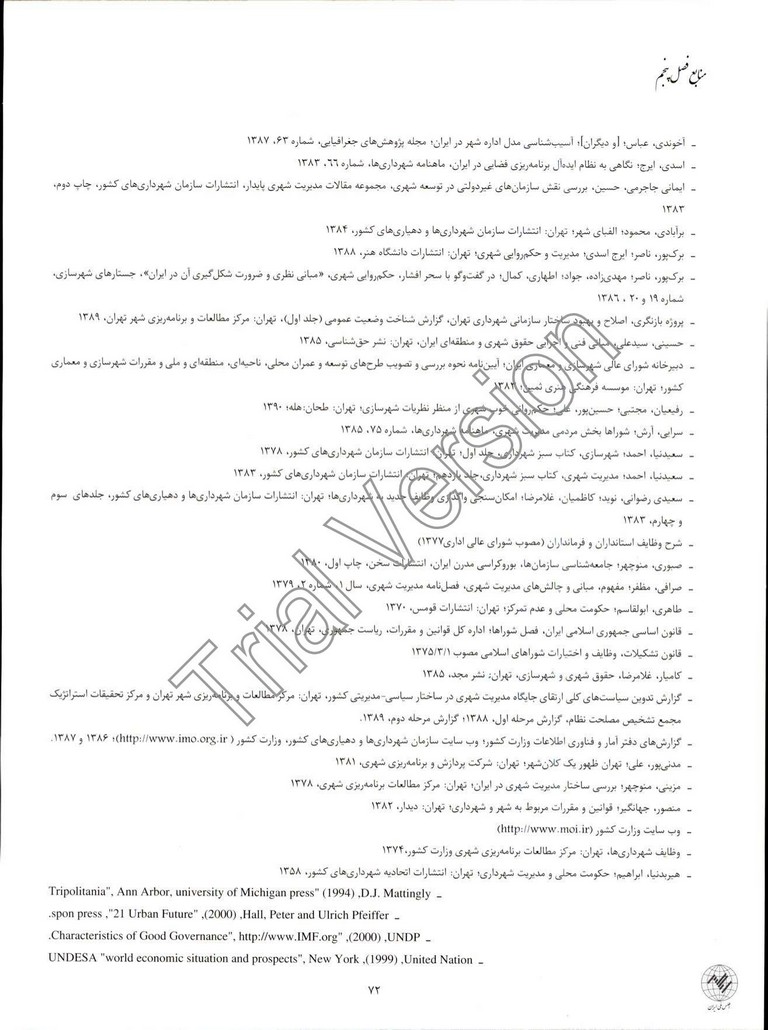 منابع فصل پنجم
ـ آخوندی، عباس؛ [و دیگران]؛ آسیب‌شناسی مدل اداره شهر در ایران؛ مجله پژوهش‌های جغرافیایی، شماره ۶۳، ۱۳۸۷
ـ اسدی، ایرج؛ نگاهی به نظام ایده‌آل برنامه‌ریزی فضایی در ایران، ماهنامه شهرداری‌ها، شماره ۶۶، ۱۳۸۳
ـ ایمانی جاجرمی، حسین، بررسی نقش سازمان‌های غیردولتی در توسعه شهری، مجموعه مقالات مدیریت شهری پایدار، انتشارات سازمان شهرداری‌های کشور، چاپ دوم،
۱۳۸۳
ـ برآبادی، محمود؛ الفبای شهر؛ تهران: انتشارات سازمان شهرداری‌ها و دهیاری‌های کشور، ۱۳۸۴
ـ برک‌پور، ناصر؛ ایرج اسدی؛ مدیریت و حکم‌روایی شهری؛ تهران: انتشارات دانشگاه هنر، ۱۳۸۸
ـ برک‌پور، ناصر؛ مهدی‌زاده، جواد؛ اطهاری، کمال؛ در گفت‌وگو با سحر افشار، حکم‌روایی شهری، «مبانی نظری و ضرورت شکل‌گیری آن در ایران»، جستارهای شهرسازی،
شماره ۱۹ و ۲۰ ، ۱۳۸۶
ـ پروژه بازنگری، اصلاح و بهبود ساختار سازمانی شهرداری تهران، گزارش شناخت وضعیت عمومی (جلد اول)، تهران: مرکز مطالعات و برنامه‌ریزی شهر تهران، ۱۳۸۹
ـ حسینی، سیدعلی، مبانی فنی و اجرایی حقوق شهری و منطقه‌ای ایران، تهران: نشر حق‌شناسی، ۱۳۸۵
ـ دبیرخانه شورای عالی شهرسازی و معماری ایران؛ آیین‌نامه نحوه بررسی و تصویب طرح‌های توسعه و عمران محلی، ناحیه‌ای، منطقه‌ای و ملی و مقررات شهرسازی و معماری
کشور؛ تهران: موسسه فرهنگی هنری ثمین؛ ۱۳۸۲
ـ رفیعیان، مجتبی؛ حسین‌پور، علی؛ حکم‌روایی خوب شهری از منظر نظریات شهرسازی؛ تهران: طحان:هله؛ ۱۳۹۰
ـ سرایی، آرش؛ شوراها بخش مردمی مدیریت شهری، ماهنامه شهرداری‌ها، شماره ۷۵، ۱۳۸۵
ـ سعیدنیا، احمد؛ شهرسازی، کتاب سبز شهرداری، جلد اول؛ تهران: انتشارات سازمان شهرداری‌های کشور، ۱۳۷۸
ـ سعیدنیا، احمد؛ مدیریت شهری، کتاب سبز شهرداری،جلد یازدهم؛ تهران: انتشارات سازمان شهرداری‌های کشور، ۱۳۸۳
ـ سعیدی رضوانی، نوید؛ کاظمیان، غلامرضا؛ امکان‌سنجی واگذاری وظایف جدید به شهرداری‌ها؛ تهران: انتشارات سازمان شهرداری‌ها و دهیاری‌های کشور، جلدهای سوم
و چهارم، ۱۳۸۳
ـ شرح وظایف استانداران و فرمانداران (مصوب شورای عالی اداری۱۳۷۷)
ـ صبوری، منوچهر؛ جامعه‌شناسی سازمان‌ها، بوروکراسی مدرن ایران، انتشارات سخن، چاپ اول، ۱۳۸۰
ـ صرافی، مظفر؛ مفهوم، مبانی و چالش‌های مدیریت شهری، فصل‌نامه مدیریت شهری، سال ۱، شماره ۲، ۱۳۷۹
ـ طاهری، ابولقاسم؛ حکومت محلی و عدم تمرکز؛ تهران: انتشارات قومس، ۱۳۷۰
ـ قانون اساسی جمهوری اسلامی ایران، فصل شوراها؛ اداره کل قوانین و مقررات، ریاست جمهوری، تهران، ۱۳۷۸
ـ قانون تشکیلات، وظایف و اختیارات شوراهای اسلامی مصوب ۱۳۷۵/۳/۱
ـ کامیار، غلامرضا، حقوق شهری و شهرسازی، تهران: نشر مجد، ۱۳۸۵
ـ گزارش تدوین سیاست‌های کلی ارتقای جایگاه مدیریت شهری در ساختار سیاسی-مدیریتی کشور، تهران: مرکز مطالعات و برنامه‌ریزی شهر تهران و مرکز تحقیقات استراتژیک
مجمع تشخیص مصلحت نظام، گزارش مرحله اول، ۱۳۸۸؛ گزارش مرحله دوم، ۱۳۸۹.
ـ گزارش‌های دفتر آمار و فناوری اطلاعات وزارت کشور؛ وب سایت سازمان شهرداری‌ها و دهیاری‌های کشور، وزارت کشور ( http://www.imo.org.ir)؛ ۱۳۸۶ و ۱۳۸۷.
ـ مدنی‌پور، علی؛ تهران ظهور یک کلان‌شهر؛ تهران: شرکت پردازش و برنامه‌ریزی شهری، ۱۳۸۱
ـ مزینی، منوچهر؛ بررسی ساختار مدیریت شهری در ایران؛ تهران: مرکز مطالعات برنامه‌ریزی شهری، ۱۳۷۸
ـ منصور، جهانگیر؛ قوانین و مقررات مربوط به شهر و شهرداری؛ تهران: دیدار، ۱۳۸۲
ـ وب سایت وزارت کشور (http://www.moi.ir)
ـ وظایف شهرداری‌ها، تهران: مرکز مطالعات برنامه‌ریزی شهری وزارت کشور،۱۳۷۴
ـ هیربدنیا، ابراهیم؛ حکومت محلی و مدیریت شهرداری؛ تهران: انتشارات اتحادیه شهرداری‌های کشور، ۱۳۵۸
Tripolitania", Ann Arbor, university of Michigan press" (1994) ,D.J. Mattingly ـ
.spon press ,"21 Urban Future" ,(2000) ,Hall, Peter and Ulrich Pfeiffer ـ
.Characteristics of Good Governance", http://www.IMF.org" ,(2000) ,UNDP ـ
UNDESA "world economic situation and prospects", New York ,(1999) ,United Nation ـ
۷۲
Trial Version